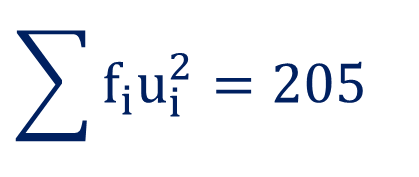 ∑ fᵢuᵢ² = 205